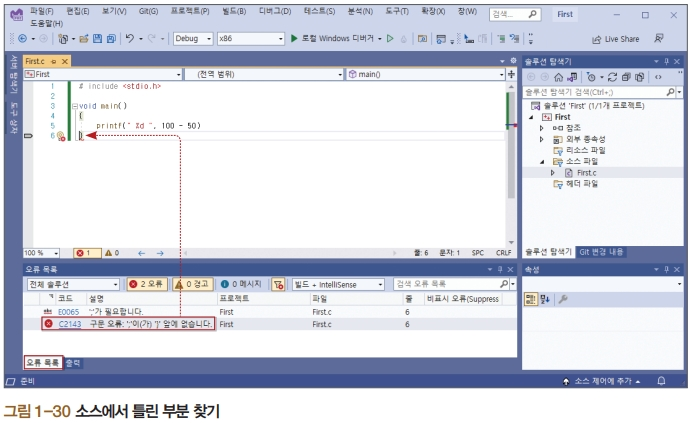 파일(F) 편집(E) 보기(V) Git(G) 프로젝트(P) 빌드(B) 디버그(D) 테스트(S) 분석(N) 도구(T) 확장(X) 창(W) 검색... First
도움말(H)
Debug x86 로컬 Windows 디버거 Live Share
서버 탐색기 도구 상자
First.c
First (전역 범위) main()
1 # include <stdio.h>
2
3 void main()
4 {
5 printf(" %d ", 100 - 50)
6 }
100 % 1 0 줄: 6 문자: 1 SPC CRLF
솔루션 탐색기
솔루션 탐색기 검색(Ctrl+;)
솔루션 'First' (1/1개 프로젝트)
First
참조
외부 종속성
리소스 파일
소스 파일
First.c
헤더 파일
솔루션 탐색기 Git 변경 내용
속성
오류 목록
전체 솔루션 2 오류 0 경고 0 메시지 빌드 + IntelliSense 검색 오류 목록
코드 설명 프로젝트 파일 줄 비표시 오류(Suppress
E0065 ';'가 필요합니다. First First.c 6
C2143 구문 오류: ';'이(가) '}' 앞에 없습니다. First First.c 6
오류 목록 출력
준비 소스 제어에 추가
그림 1-30 소스에서 틀린 부분 찾기